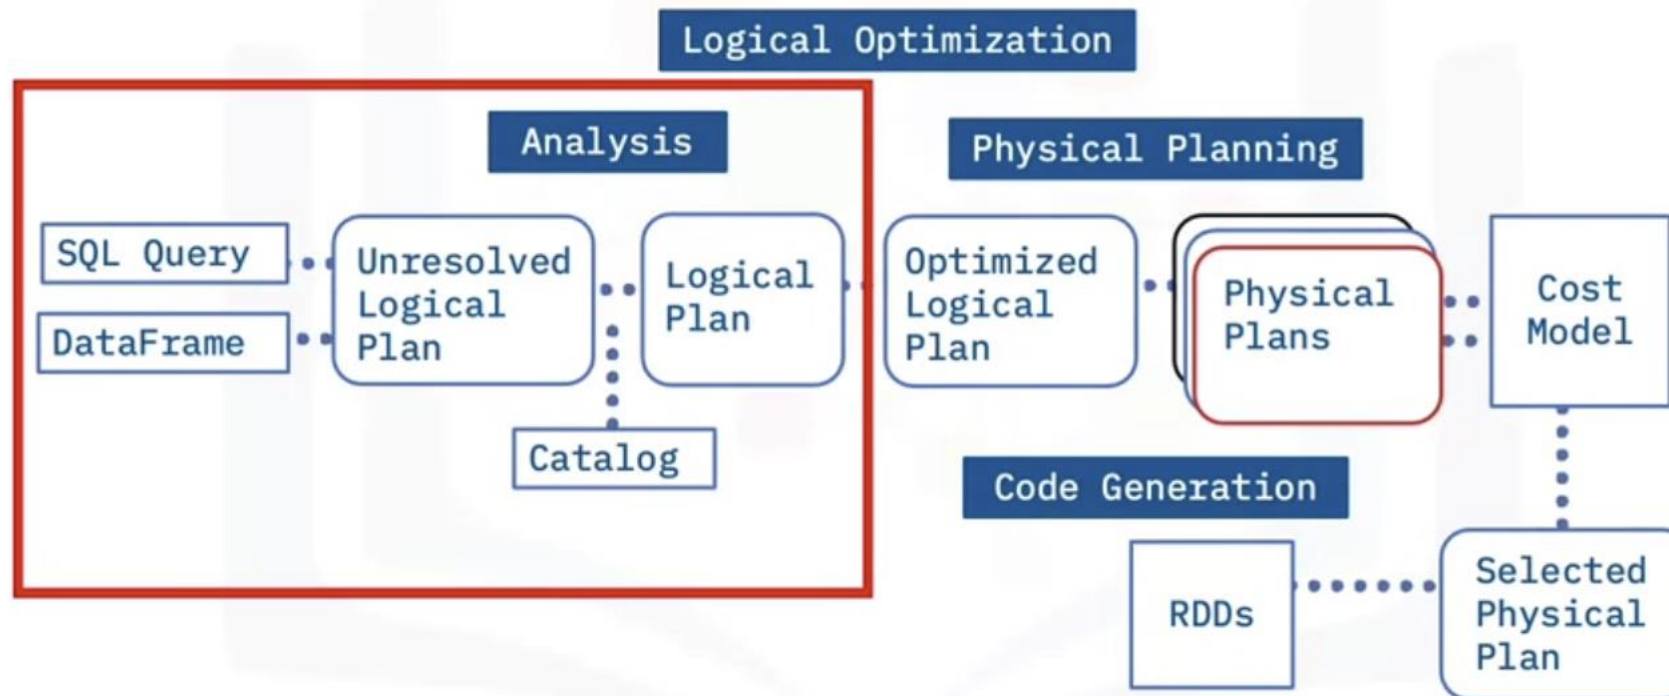 Logical Optimization
Analysis
Physical Planning
SQL Query
DataFrame
Unresolved
Logical
Plan
Logical
Plan
Catalog
Optimized
Logical
Plan
Physical
Plans
Cost
Model
Code Generation
RDDs
Selected
Physical
Plan